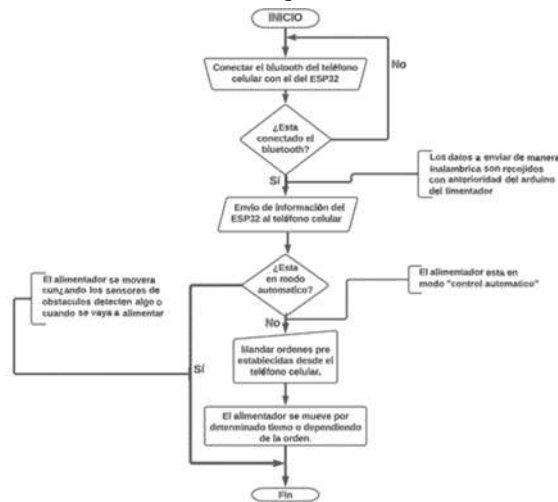 INICIO
Conectar el blutooth del teléfono
celular con el del ESP32
No
¿Esta
conectado el
bluetooth?
Los datos a enviar de manera
inalambrica son recojidos
con anterioridad del arduino
del limentador
Sí
Envio de información del
ESP32 al teléfono celular
¿Esta
en modo
automatico?
El alimentador se movera
cunɟando los sensores de
obstaculos detecten algo o
cuando se vaya a alimentar
El alimentador esta en
modo "control automatico"
No
Mandar ordenes pre
establecidas desde el
teléfono celular.
Sí
El alimentador se mueve por
determinado tiemo o dependiendo
de la orden.
Fin